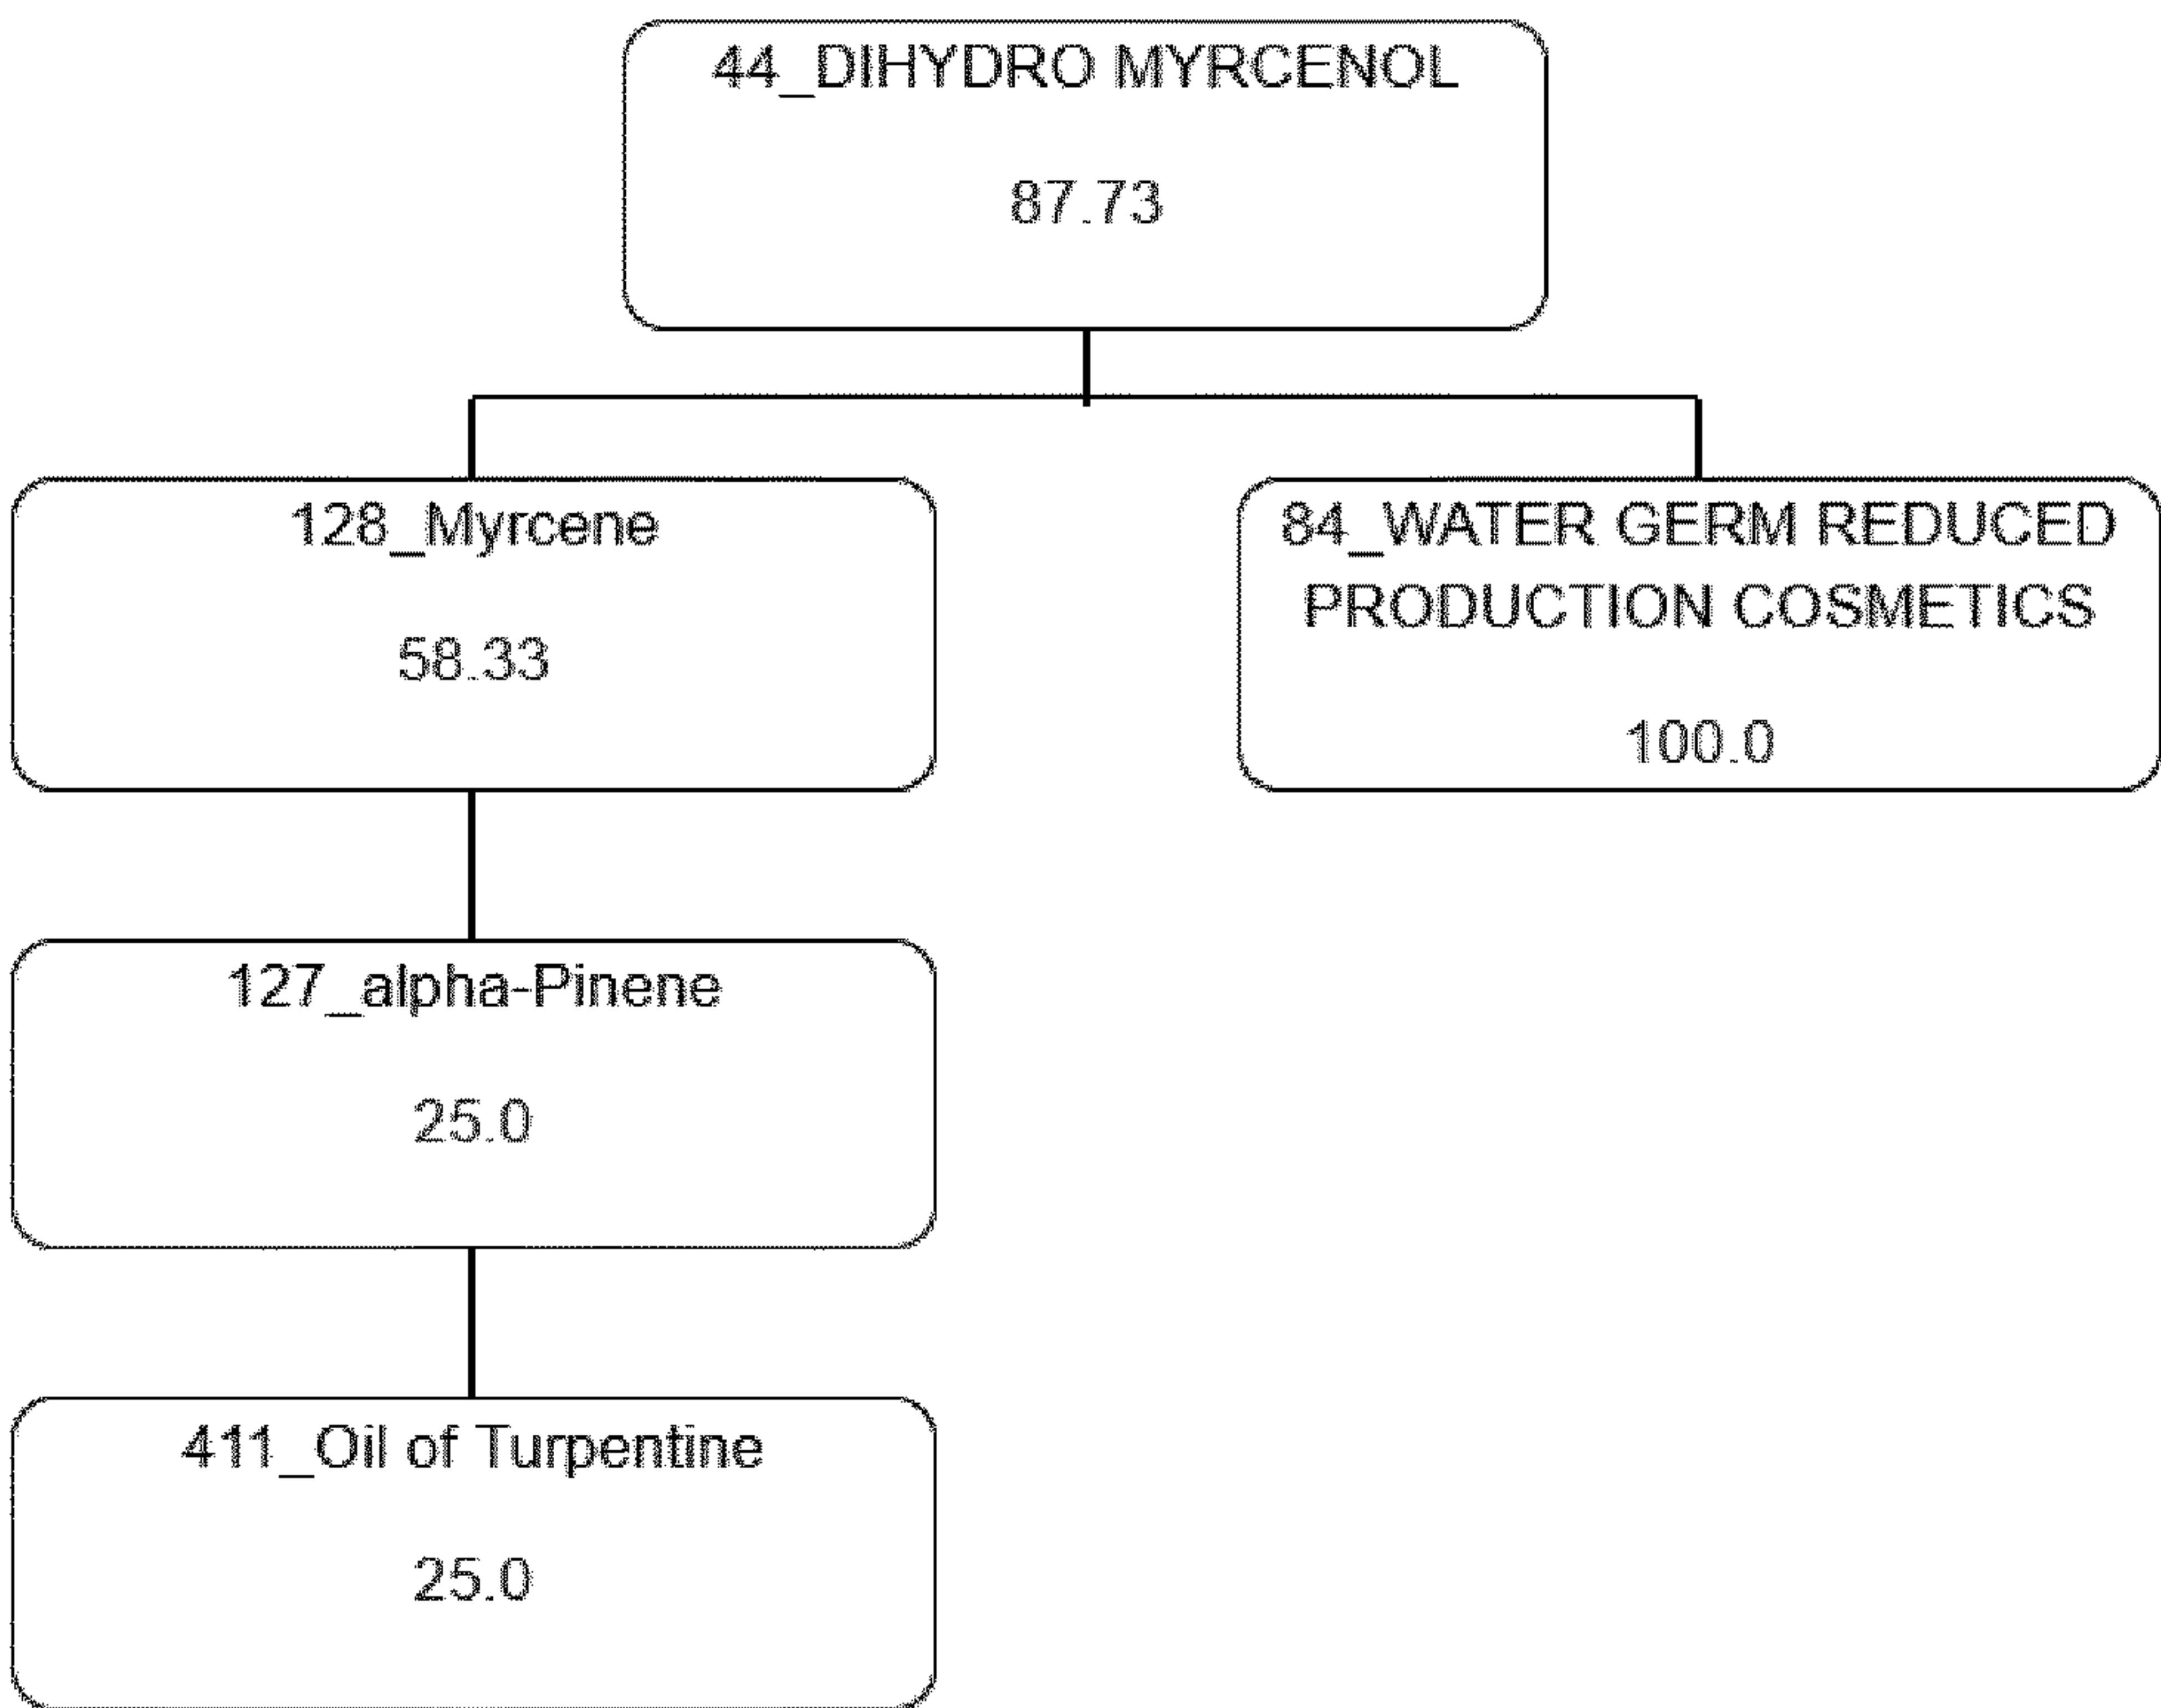 44_DIHYDRO MYRCENOL
87.73
128_Myrcene
58.33
84_WATER GERM REDUCED
PRODUCTION COSMETICS
100.0
127_alpha-Pinene
25.0
411_Oil of Turpentine
25.0